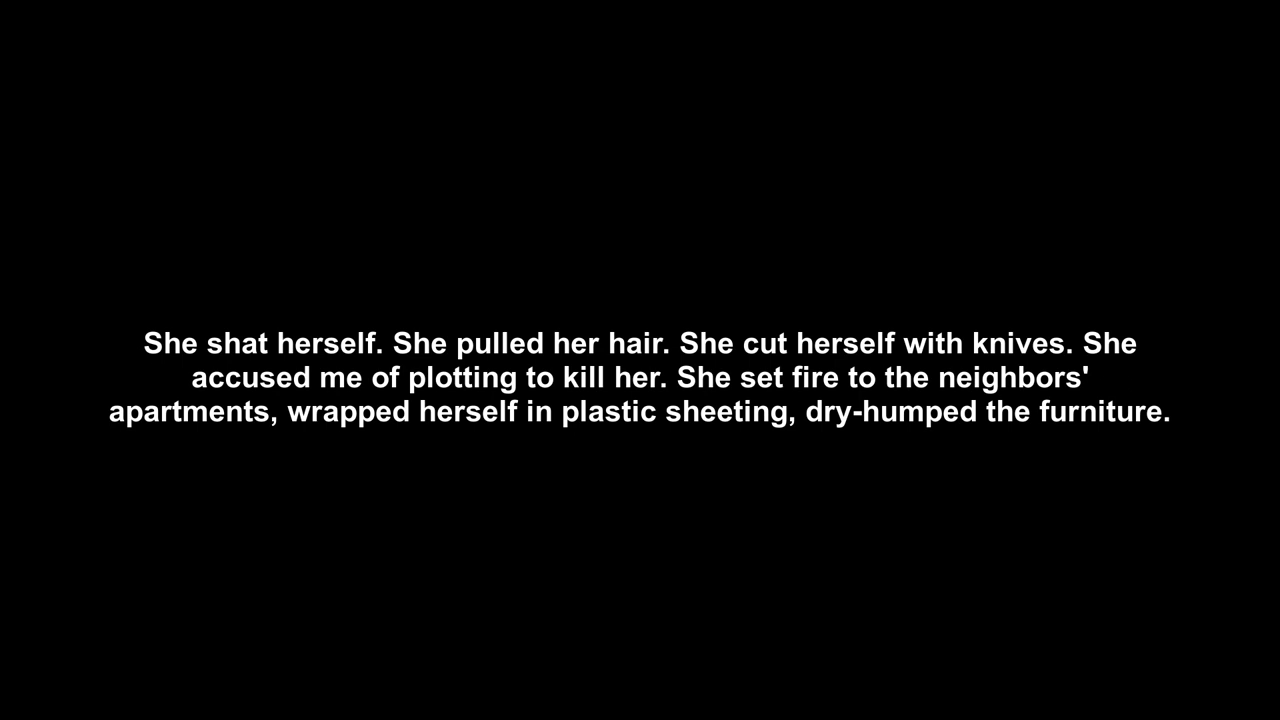 She shat herself. She pulled her hair. She cut herself with knives. She
accused me of plotting to kill her. She set fire to the neighbors'
apartments, wrapped herself in plastic sheeting, dry-humped the furniture.